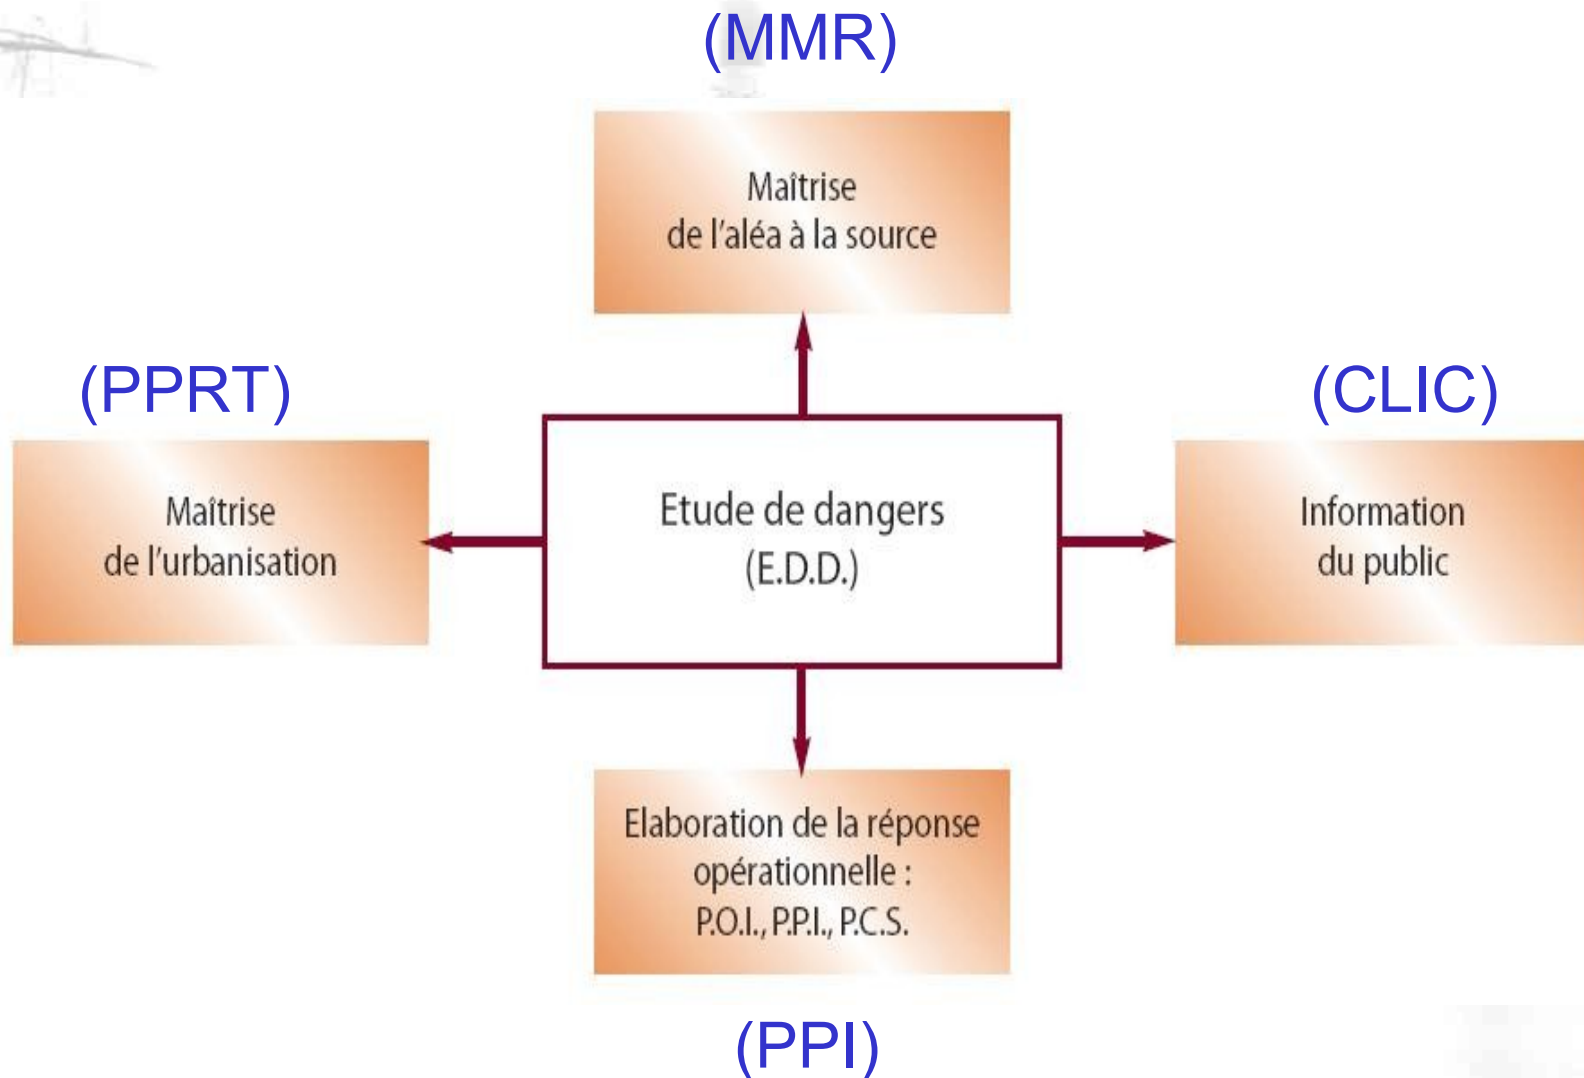 (MMR)
Maîtrise
de l'aléa à la source
(PPRT)
Maîtrise
de l'urbanisation
Etude de dangers
(E.D.D.)
(CLIC)
Information
du public
Elaboration de la réponse
opérationnelle :
P.O.I., P.P.I., P.C.S.
(PPI)